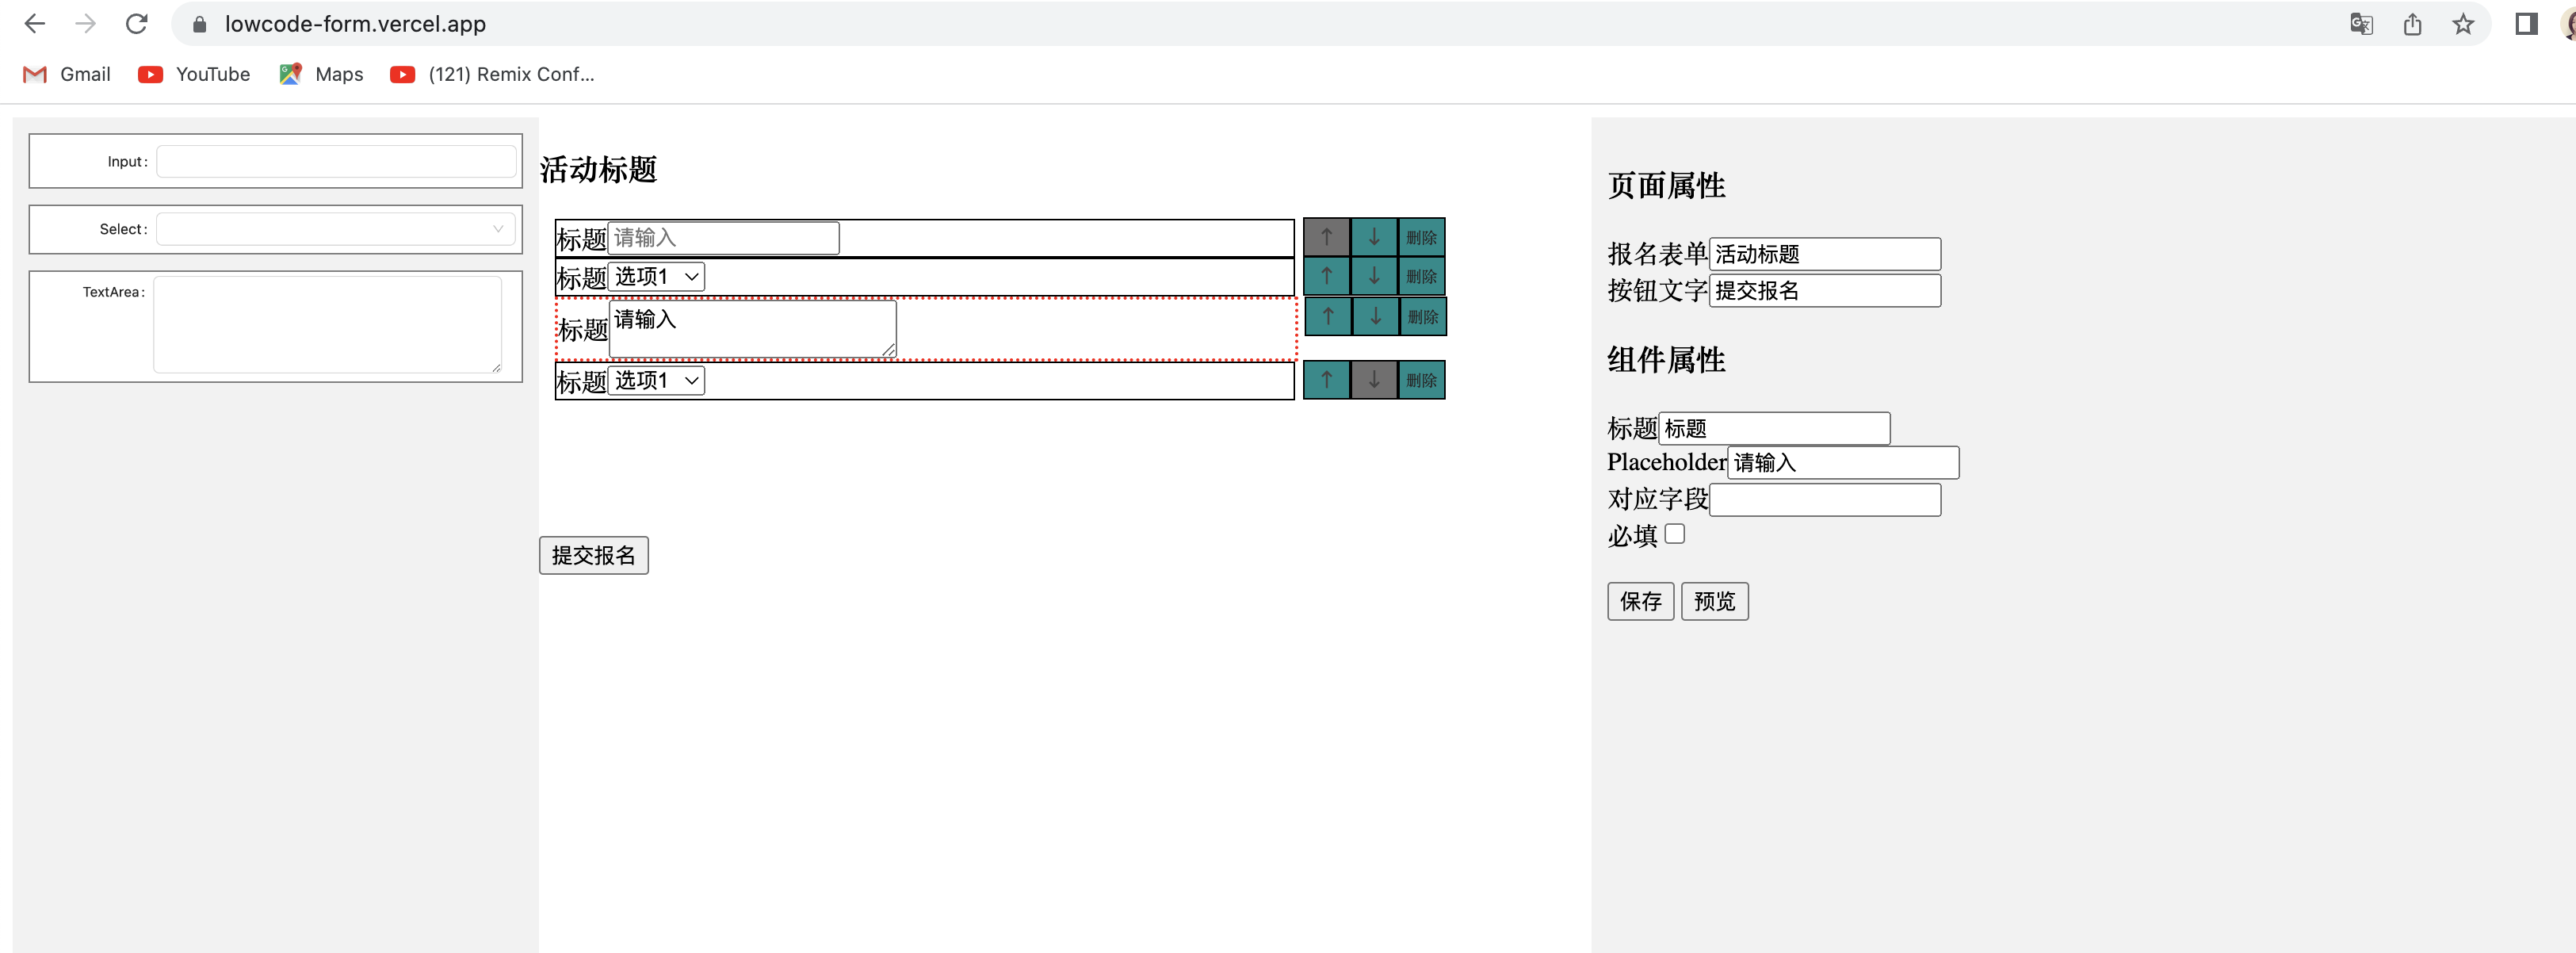 lowcode-form.vercel.app
Gmail YouTube Maps (121) Remix Conf...
Input:
Select:
TextArea:
活动标题
标题 请输入 ↑ ↓ 删除
标题 选项1 ↑ ↓ 删除
标题 请输入 ↑ ↓ 删除
标题 选项1 ↑ ↓ 删除
提交报名
页面属性
报名表单 活动标题
按钮文字 提交报名
组件属性
标题 标题
Placeholder 请输入
对应字段
必填
保存 预览